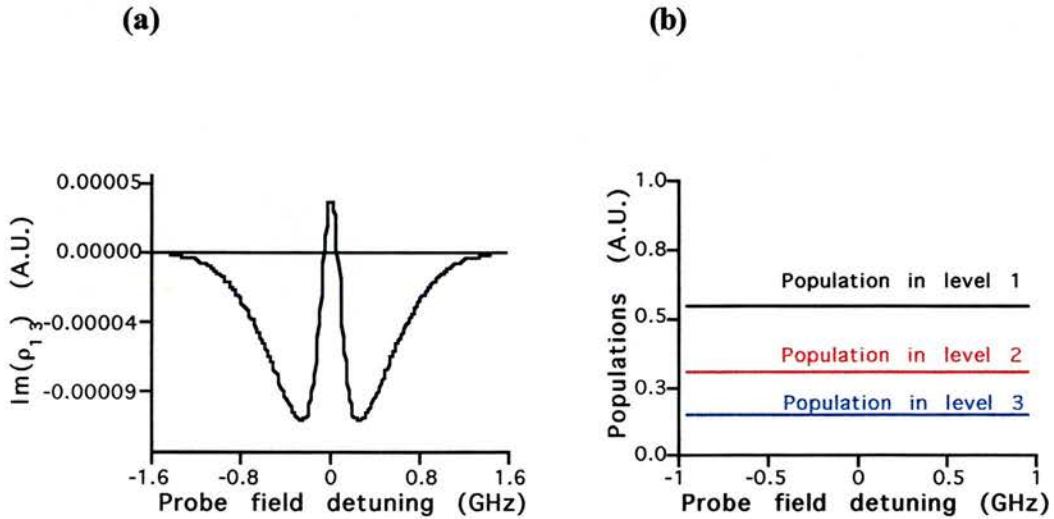 (a)
(b)
Im(ρ13) (A.U.)
0.00005
0.00000
-0.00004
-0.00009
-1.6
-0.8
0
0.8
1.6
Probe field detuning (GHz)
Populations (A.U.)
1.0
0.8
0.5
0.3
0.0
Population in level 1
Population in level 2
Population in level 3
-1
-0.5
0
0.5
1
Probe field detuning (GHz)